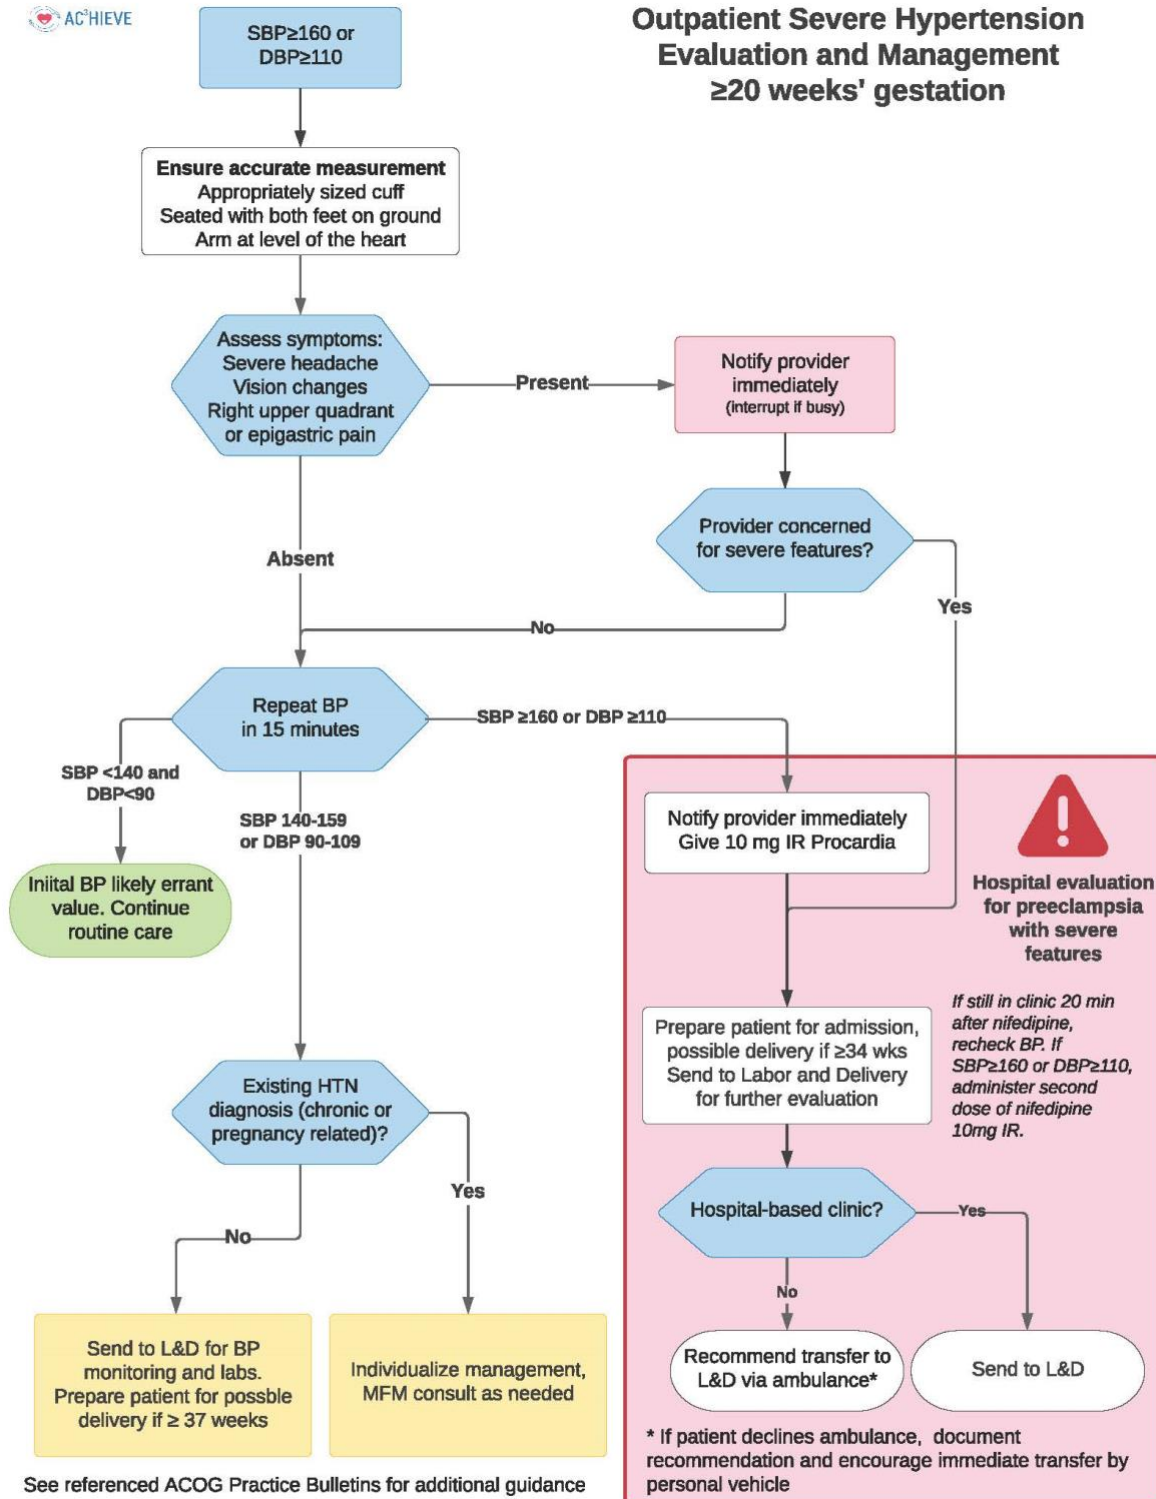 AC³HIEVE
Outpatient Severe Hypertension
Evaluation and Management
≥20 weeks' gestation
SBP≥160 or
DBP≥110
Ensure accurate measurement
Appropriately sized cuff
Seated with both feet on ground
Arm at level of the heart
Assess symptoms:
Severe headache
Vision changes
Right upper quadrant
or epigastric pain
Present
Notify provider
immediately
(interrupt if busy)
Provider concerned
for severe features?
Absent
Yes
No
Repeat BP
in 15 minutes
SBP ≥160 or DBP ≥110
SBP <140 and
DBP<90
SBP 140-159
or DBP 90-109
Iniital BP likely errant
value. Continue
routine care
Notify provider immediately
Give 10 mg IR Procardia
Hospital evaluation
for preeclampsia
with severe
features
If still in clinic 20 min
after nifedipine,
recheck BP. If
SBP≥160 or DBP≥110,
administer second
dose of nifedipine
10mg IR.
Prepare patient for admission,
possible delivery if ≥34 wks
Send to Labor and Delivery
for further evaluation
Existing HTN
diagnosis (chronic or
pregnancy related)?
Yes
No
Hospital-based clinic?
Yes
No
Send to L&D for BP
monitoring and labs.
Prepare patient for possble
delivery if ≥ 37 weeks
Individualize management,
MFM consult as needed
Recommend transfer to
L&D via ambulance*
Send to L&D
* If patient declines ambulance, document
recommendation and encourage immediate transfer by
personal vehicle
See referenced ACOG Practice Bulletins for additional guidance